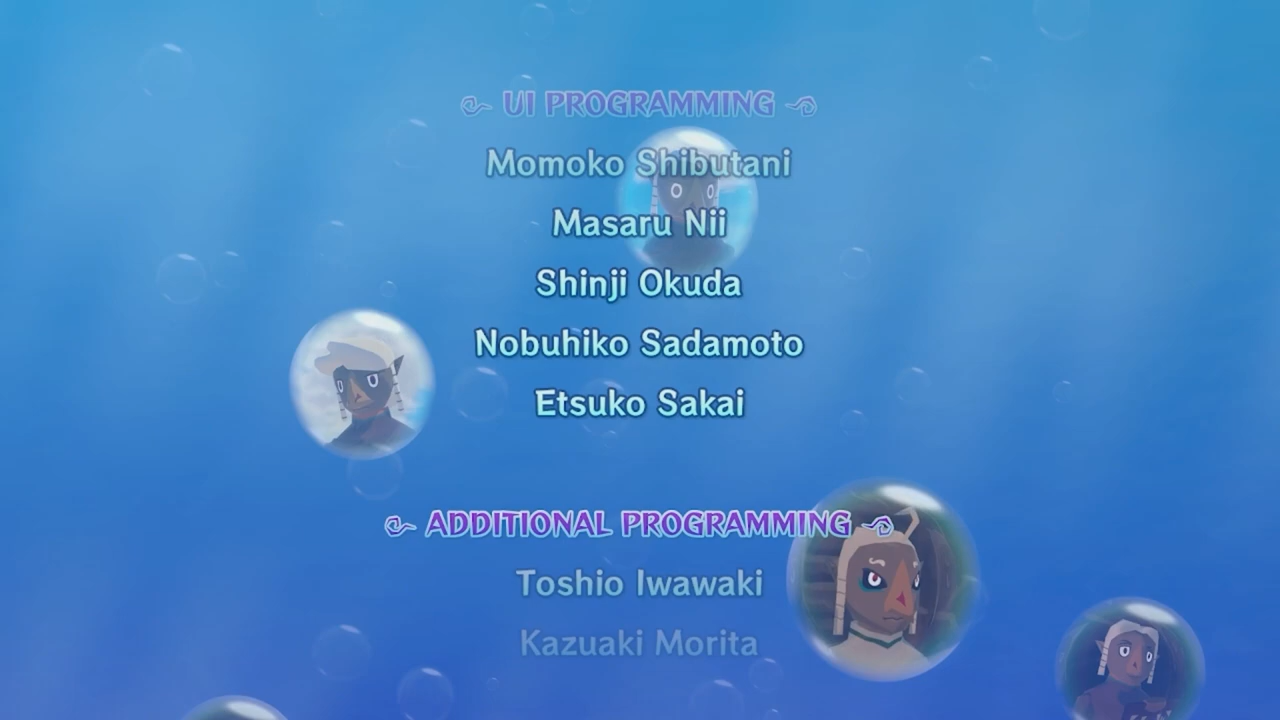 UI PROGRAMMING
Momoko Shibutani
Masaru Nii
Shinji Okuda
Nobuhiko Sadamoto
Etsuko Sakai
ADDITIONAL PROGRAMMING
Toshio Iwawaki
Kazuaki Morita